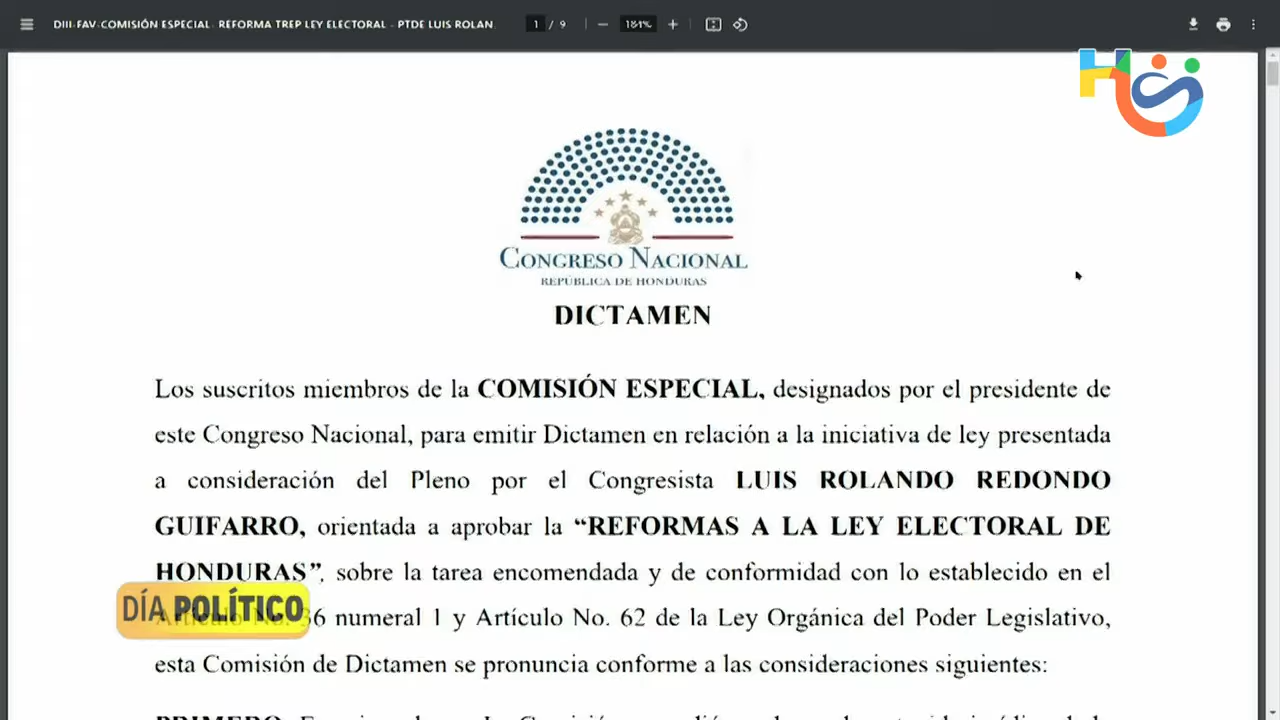 DIII-FAV-COMISIÓN ESPECIAL- REFORMA TREP LEY ELECTORAL - PTDE LUIS ROLAN
1 / 9
184%
HCS
CONGRESO NACIONAL
REPÚBLICA DE HONDURAS
DICTAMEN
Los suscritos miembros de la COMISIÓN ESPECIAL, designados por el presidente de
este Congreso Nacional, para emitir Dictamen en relación a la iniciativa de ley presentada
a consideración del Pleno por el Congresista LUIS ROLANDO REDONDO
GUIFARRO, orientada a aprobar la “REFORMAS A LA LEY ELECTORAL DE
HONDURAS”, sobre la tarea encomendada y de conformidad con lo establecido en el
DÍA POLÍTICO
Artículo No. 36 numeral 1 y Artículo No. 62 de la Ley Orgánica del Poder Legislativo,
esta Comisión de Dictamen se pronuncia conforme a las consideraciones siguientes: